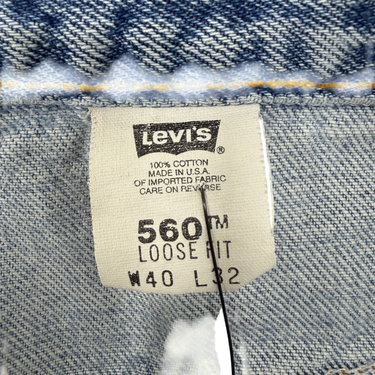 Levi's ®
100% COTTON
MADE IN U.S.A.
OF IMPORTED FABRIC
CARE ON REVERSE
560™
LOOSE FIT
W40 L32